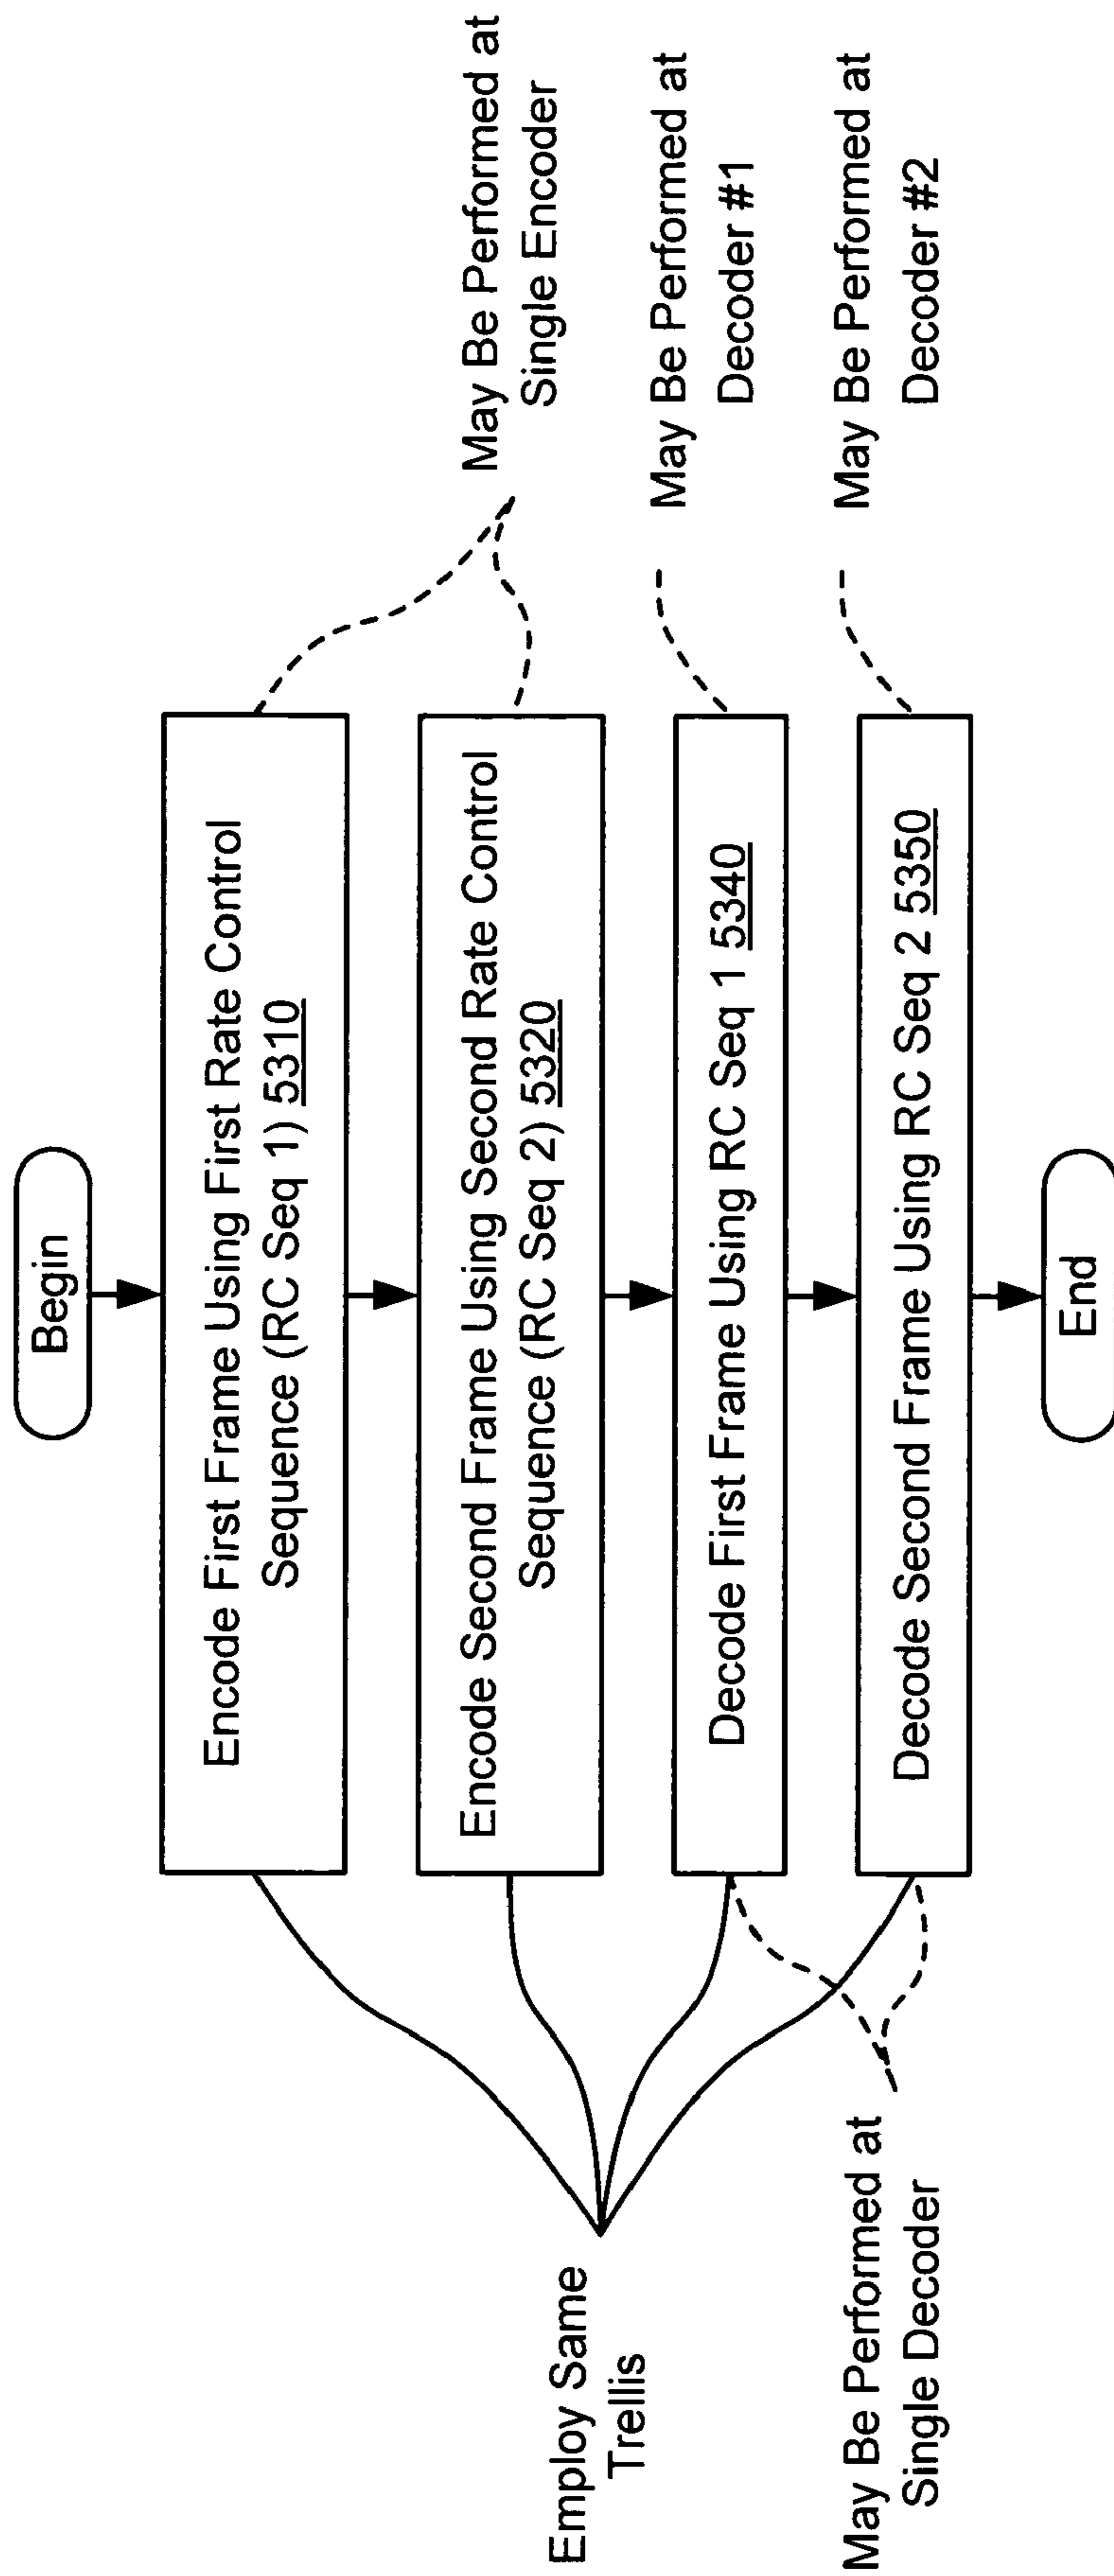 Begin
Encode First Frame Using First Rate Control
Sequence (RC Seq 1) 5310
Encode Second Frame Using Second Rate Control
Sequence (RC Seq 2) 5320
Decode First Frame Using RC Seq 1 5340
Decode Second Frame Using RC Seq 2 5350
End
Employ Same
Trellis
May Be Performed at
Single Decoder
May Be Performed at
Single Encoder
May Be Performed at
Decoder #1
May Be Performed at
Decoder #2